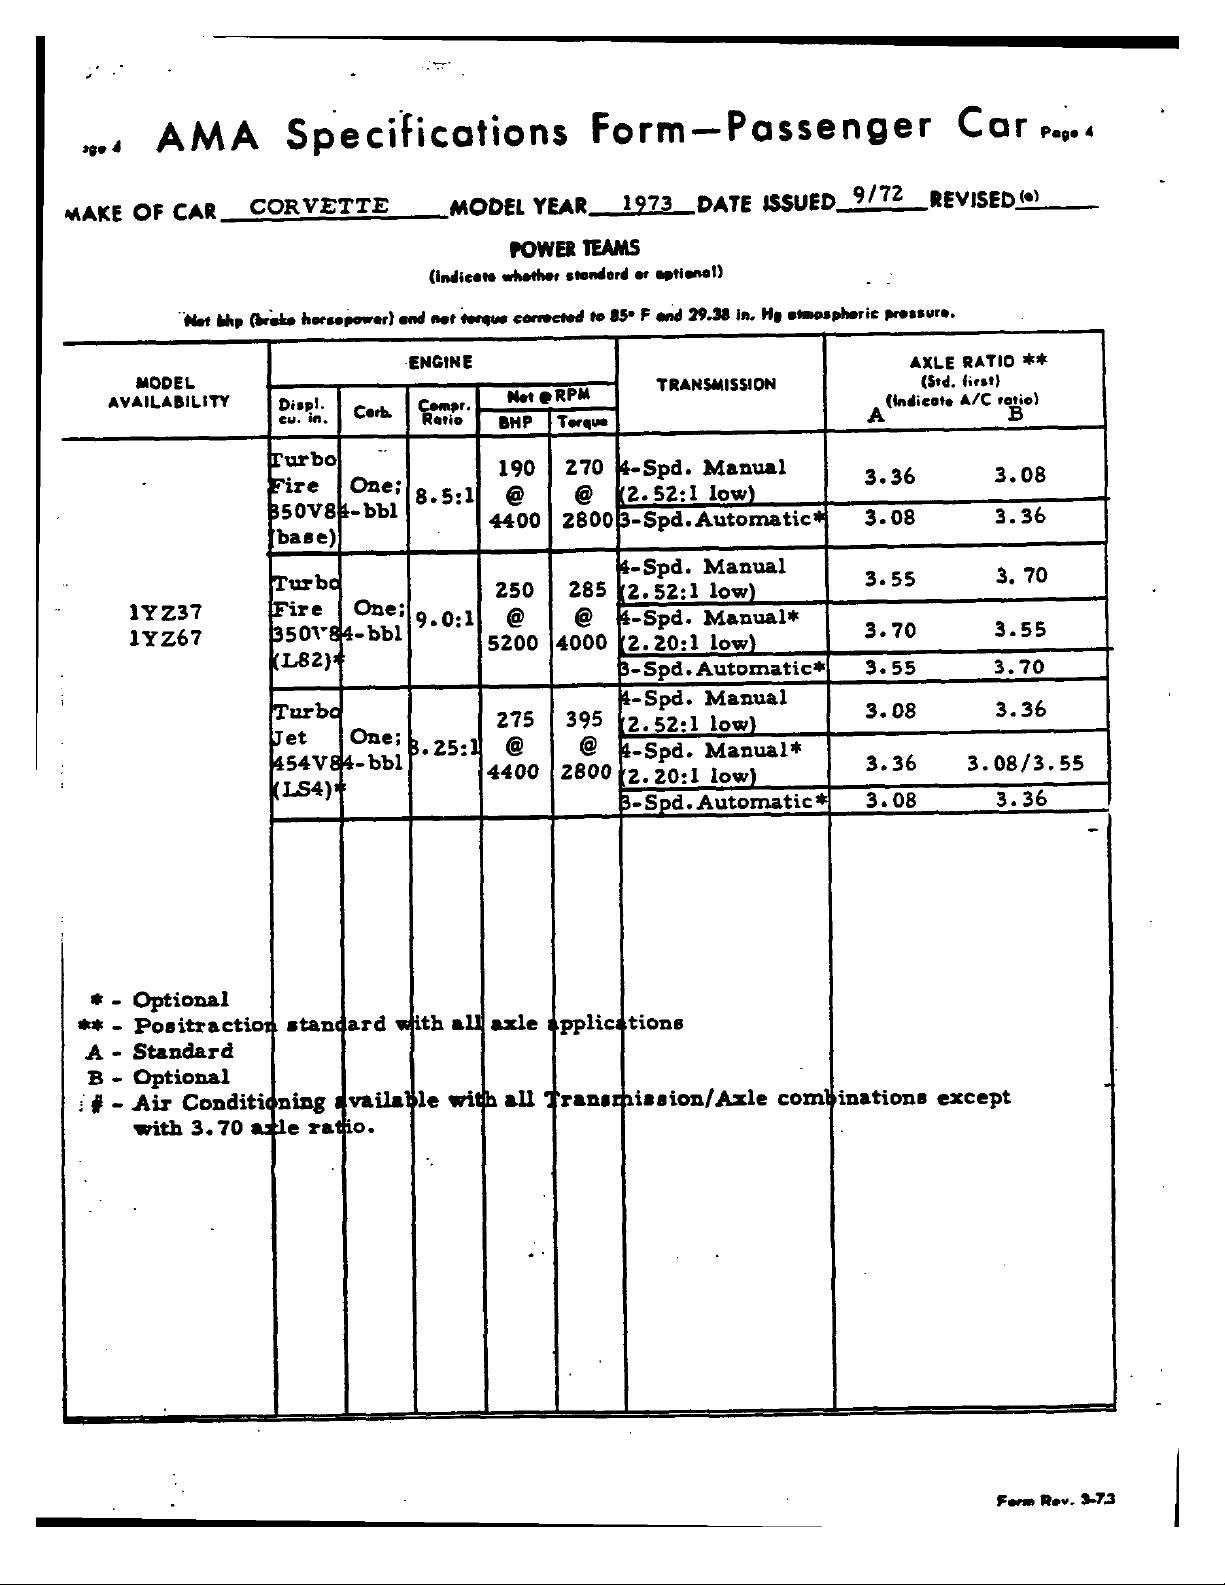 age 4 AMA Specifications Form—Passenger Car Page 4
MAKE OF CAR CORVETTE MODEL YEAR 1973 DATE ISSUED 9/72 REVISED (•)
POWER TEAMS
(Indicate whether standard or optional)
Net bhp (brake horsepower) and net torque corrected to 85° F and 29.38 in. Hg atmospheric pressure.
MODEL AVAILABILITY
ENGINE
Displ. cu. in.
Carb.
Compr. Ratio
Net @ RPM
BHP
Torque
TRANSMISSION
AXLE RATIO **
(Std. first)
(Indicate A/C ratio)
A B
1YZ37
1YZ67
Turbo Fire 350V8 (base)
One; 4-bbl
8.5:1
190 @ 4400
270 @ 2800
4-Spd. Manual (2.52:1 low) 3.36 3.08
3-Spd. Automatic* 3.08 3.36
Turbo Fire 350V8 (L82)*
One; 4-bbl
9.0:1
250 @ 5200
285 @ 4000
4-Spd. Manual (2.52:1 low) 3.55 3.70
4-Spd. Manual* (2.20:1 low) 3.70 3.55
3-Spd. Automatic* 3.55 3.70
Turbo Jet 454V8 (LS4)*
One; 4-bbl
8.25:1
275 @ 4400
395 @ 2800
4-Spd. Manual (2.52:1 low) 3.08 3.36
4-Spd. Manual* (2.20:1 low) 3.36 3.08/3.55
3-Spd. Automatic* 3.08 3.36
* - Optional
** - Positraction standard with all axle applications
A - Standard
B - Optional
# - Air Conditioning available with all Transmission/Axle combinations except
with 3.70 axle ratio.
Form Rev. 3-73